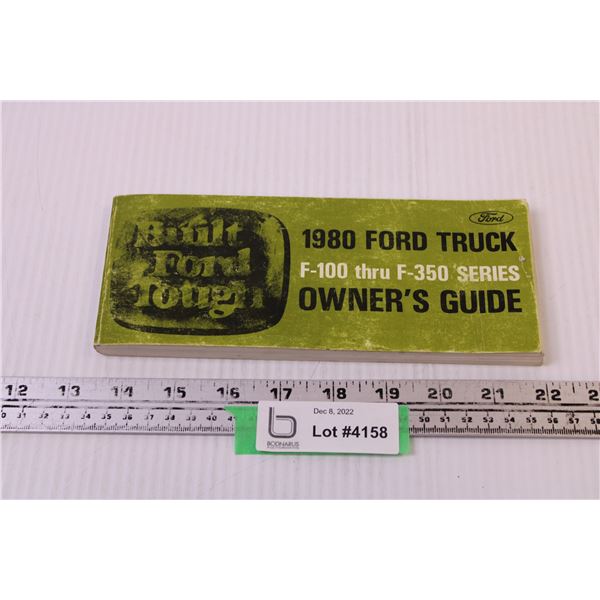 Built
Ford
Tough
Ford
1980 FORD TRUCK
F-100 thru F-350 SERIES
OWNER'S GUIDE
12 13 14 15 16 17 18 19 20 21 22
Dec 8, 2022
Lot #4158
BODNARUS